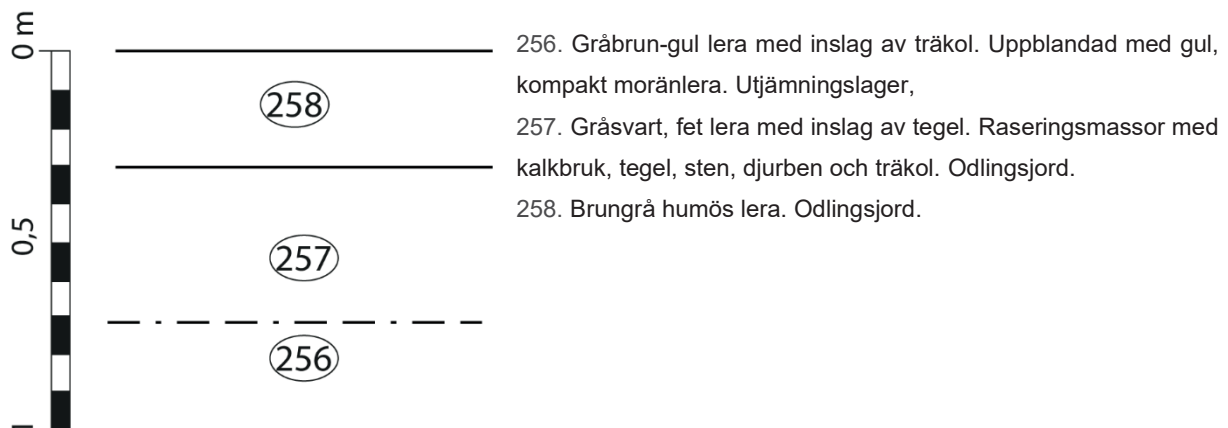 0 m
0,5
258
257
256
256. Gråbrun-gul lera med inslag av träkol. Uppblandad med gul,
kompakt moränlera. Utjämningslager,
257. Gråsvart, fet lera med inslag av tegel. Raseringsmassor med
kalkbruk, tegel, sten, djurben och träkol. Odlingsjord.
258. Brungrå humös lera. Odlingsjord.